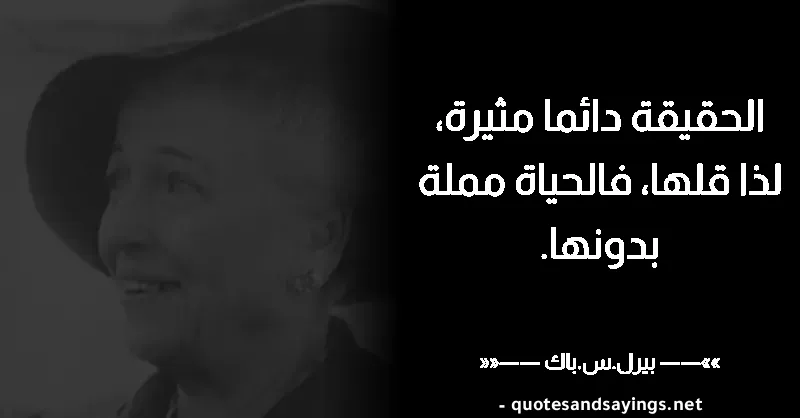 الحقيقة دائما مثيرة،
لذا قلها، فالحياة مملة
بدونها.
»»—— بيرل.س.باك ——««
- quotesandsayings.net